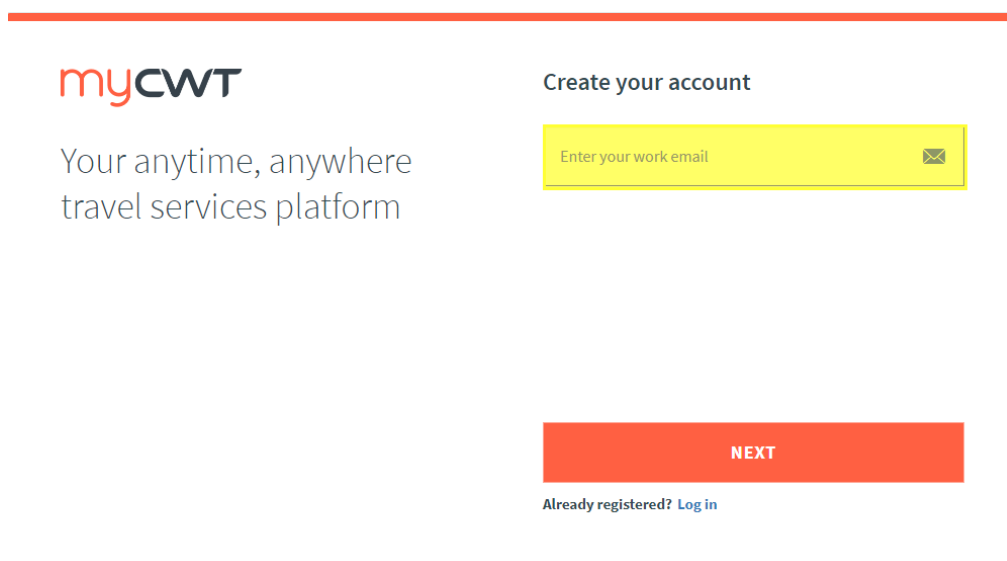 mycwt
Your anytime, anywhere
travel services platform
Create your account
Enter your work email
NEXT
Already registered? Log in